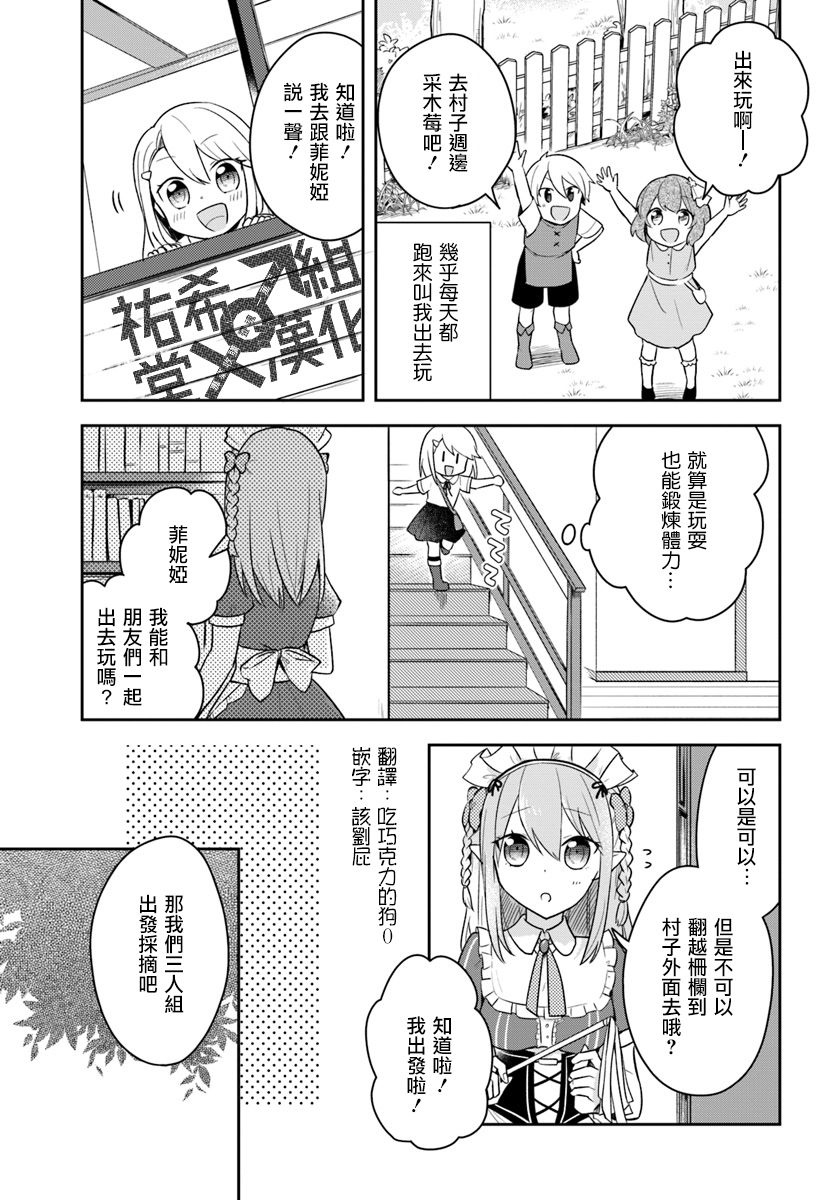 出來玩啊—！
去村子週邊
采木莓吧！
幾乎每天都
跑來叫我出去玩
知道啦！
我去跟菲妮婭
説一聲！
祐希堂×漢化組
就算是玩耍
也能鍛煉體力…
菲妮婭
我能和
朋友們一起
出去玩嗎？
可以是可以…
但是不可以
翻越柵欄到
村子外面去哦？
知道啦！
我出發啦！
翻譯：吃巧克力的狗0
嵌字：該劉屁
那我們三人組
出發採摘吧